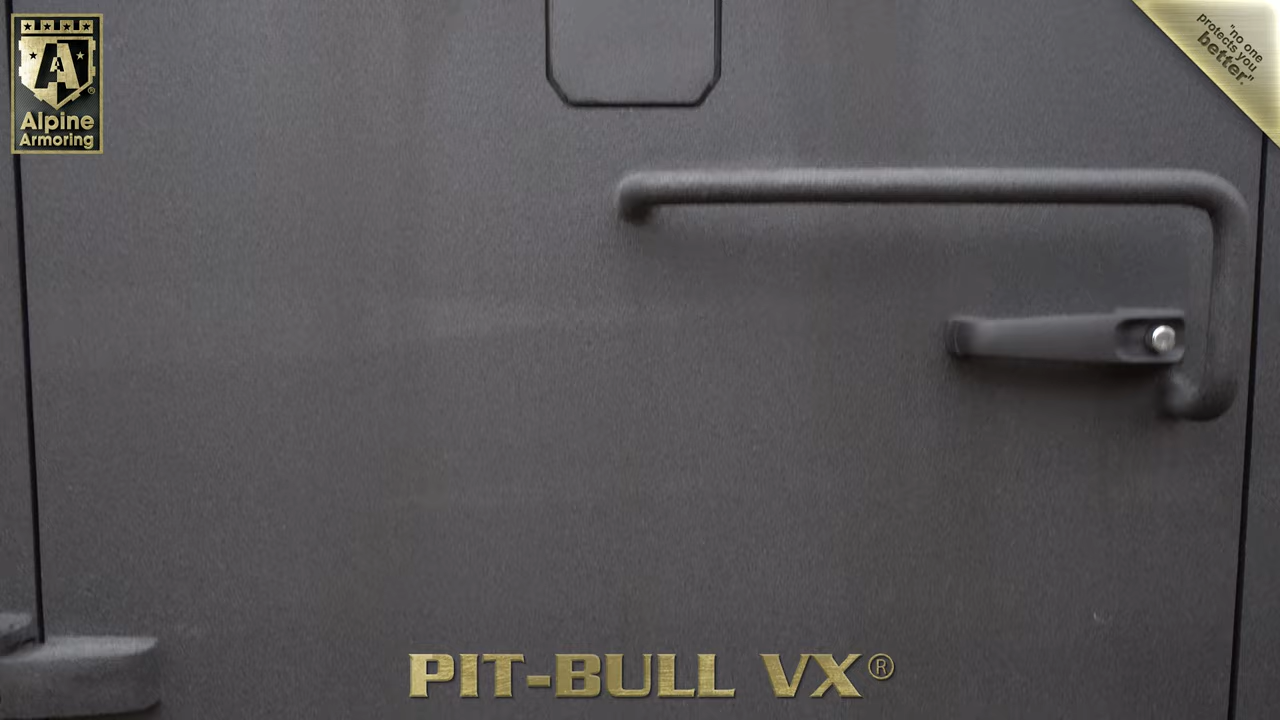 A
Alpine
Armoring
®
"no one
protects you
better."
PIT-BULL VX®